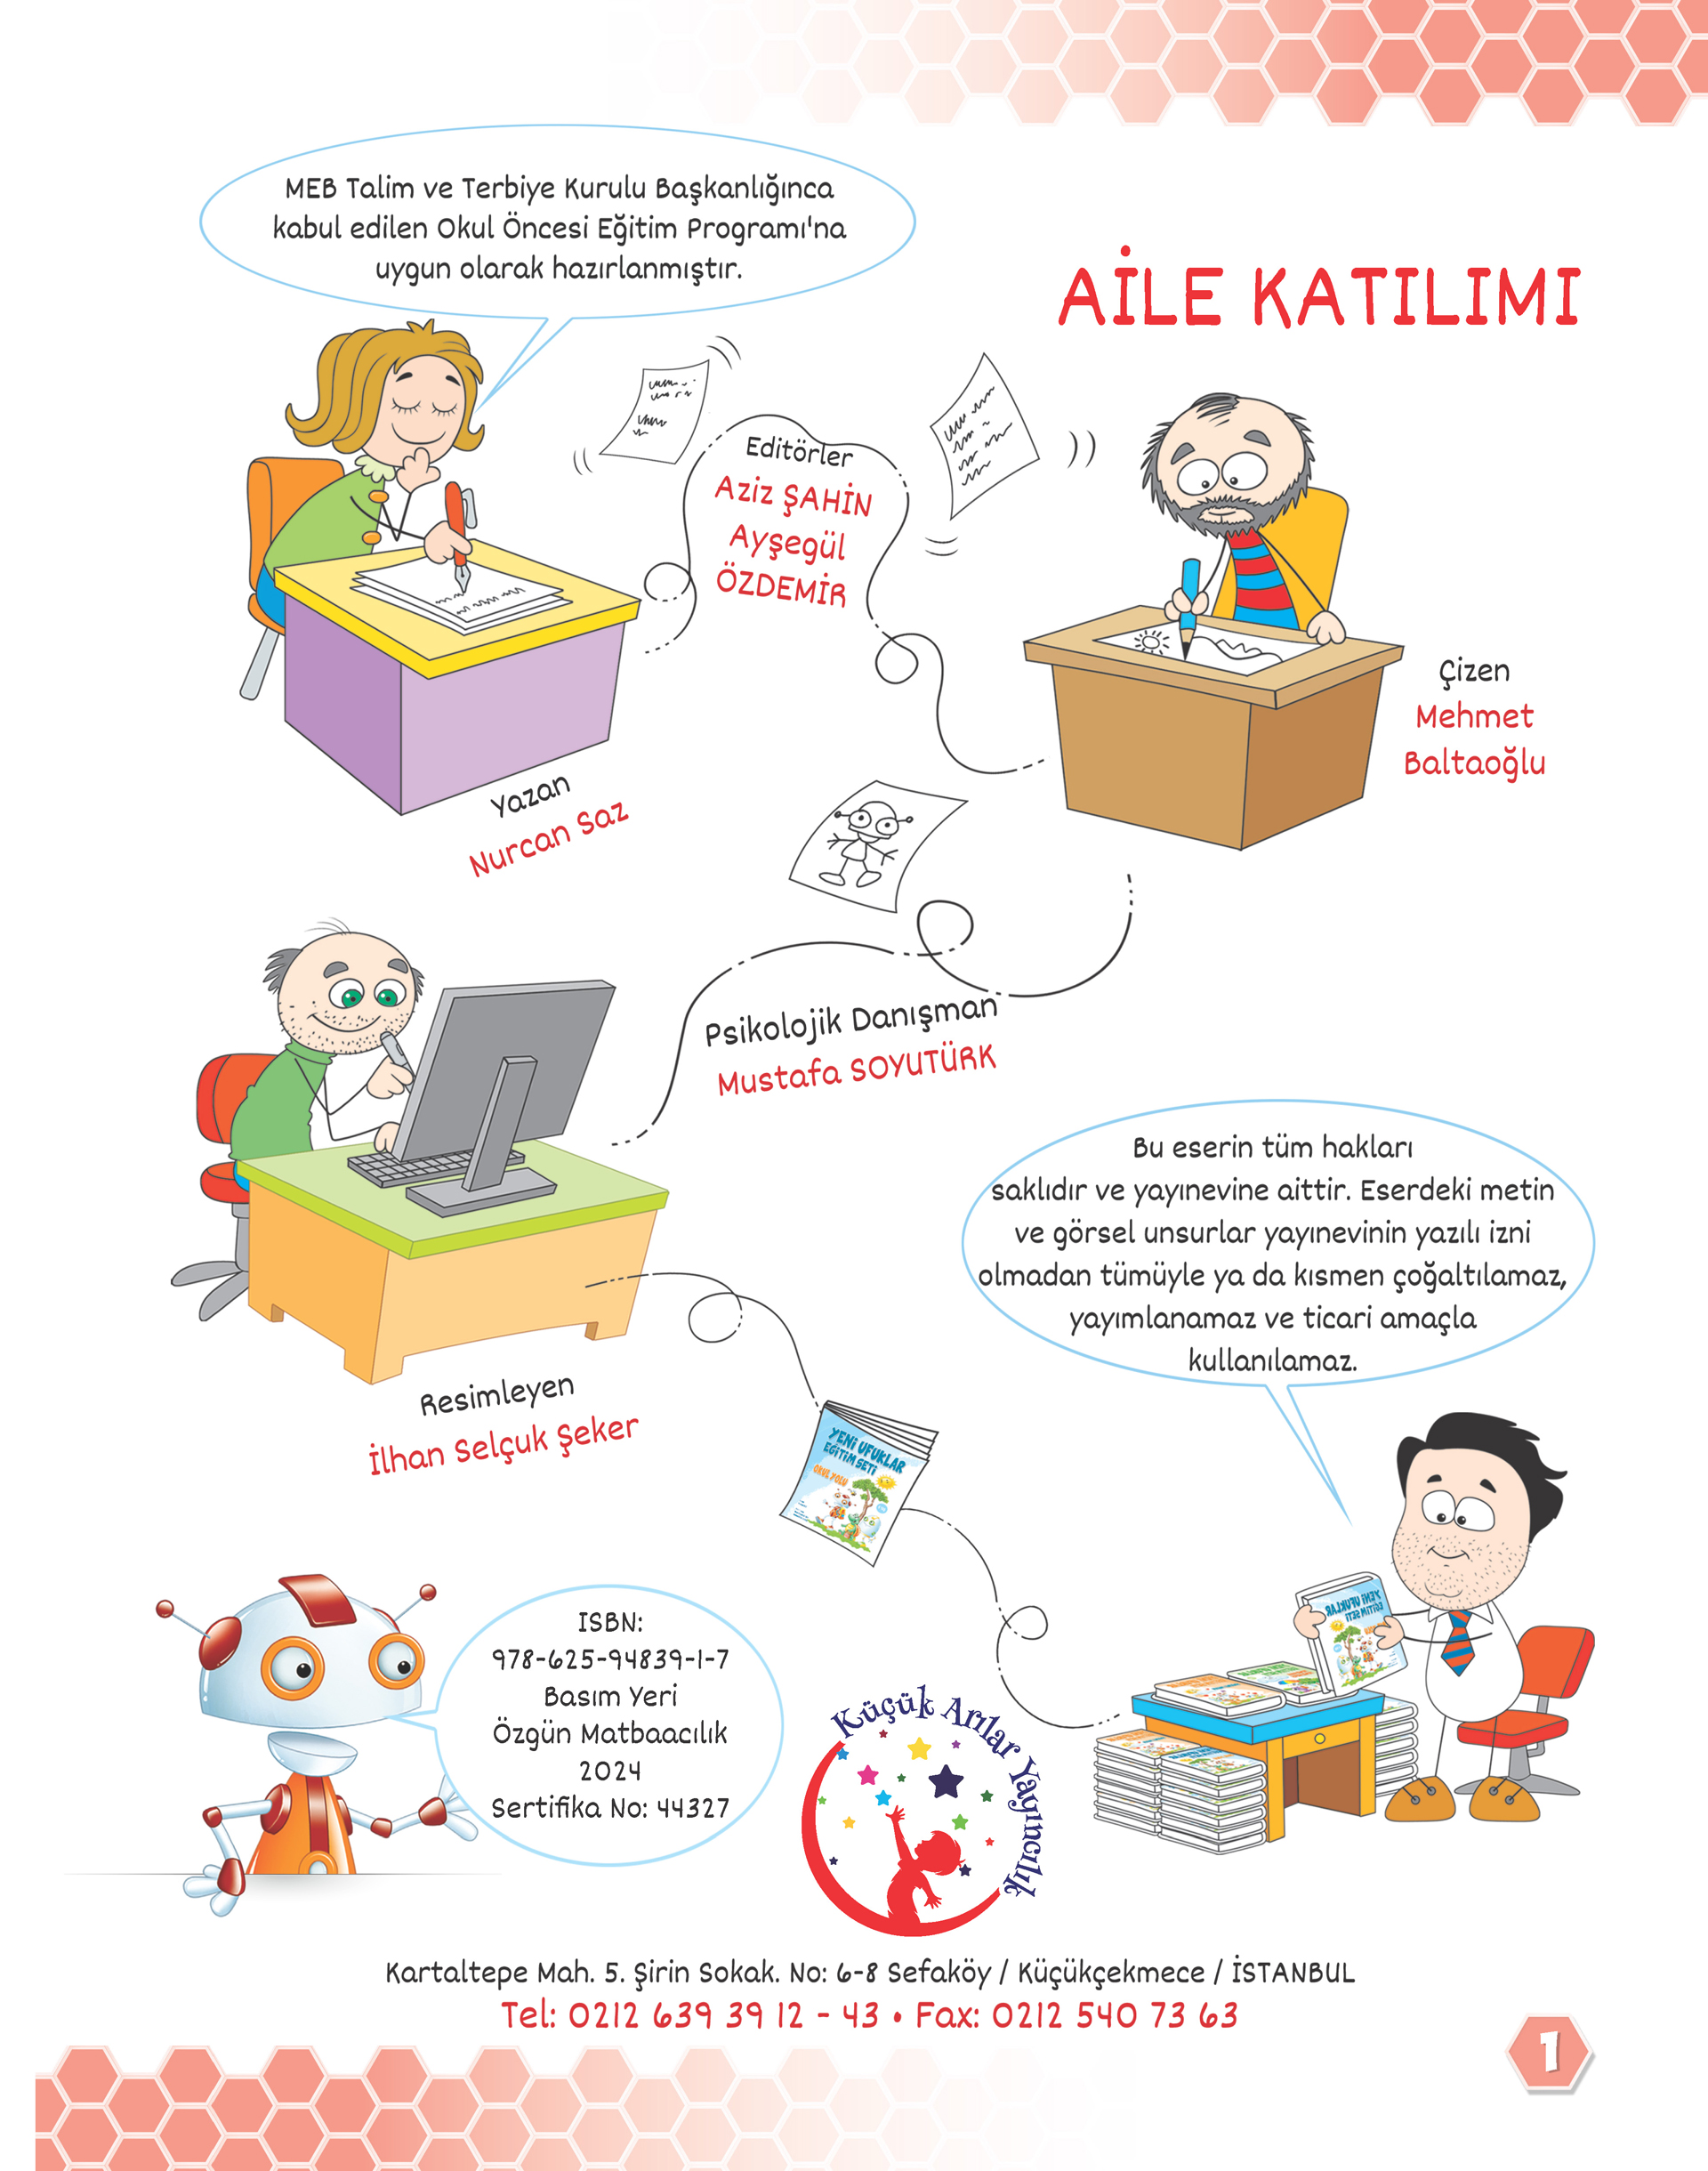 MEB Talim ve Terbiye Kurulu Başkanlığınca
kabul edilen Okul Öncesi Eğitim Programı'na
uygun olarak hazırlanmıştır.
AİLE KATILIMI
Editörler
Aziz ŞAHİN
Ayşegül
ÖZDEMİR
Çizen
Mehmet
Baltaoğlu
Yazan
Nurcan Saz
Psikolojik Danışman
Mustafa SOYUTÜRK
Bu eserin tüm hakları
saklıdır ve yayınevine aittir. Eserdeki metin
ve görsel unsurlar yayınevinin yazılı izni
olmadan tümüyle ya da kısmen çoğaltılamaz,
yayımlanamaz ve ticari amaçla
kullanılamaz.
Resimleyen
İlhan Selçuk Şeker
YENİ UFUKLAR
EĞİTİM SETİ
OKUL YOLU
YENİ UFUKLAR
EĞİTİM SETİ
ISBN:
978-625-94839-1-7
Basım Yeri
Özgün Matbaacılık
2024
Sertifika No: 44327
Küçük Arılar Yayıncılık
Kartaltepe Mah. 5. Şirin Sokak. No: 6-8 Sefaköy / Küçükçekmece / İSTANBUL
Tel: 0212 639 39 12 - 43 • Fax: 0212 540 73 63
1